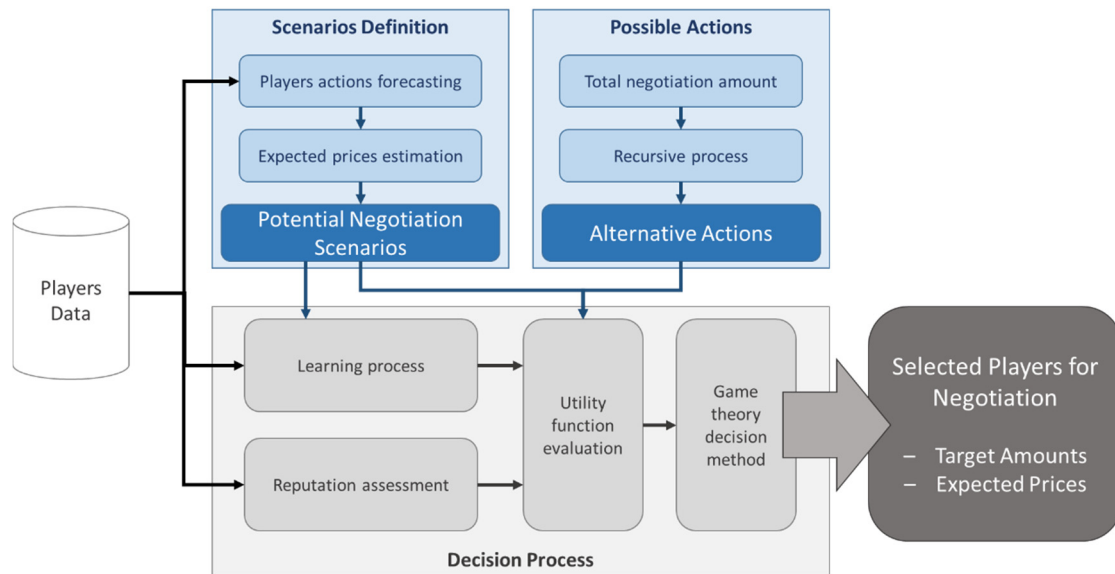 Scenarios Definition
Players actions forecasting
Expected prices estimation
Potential Negotiation
Scenarios
Possible Actions
Total negotiation amount
Recursive process
Alternative Actions
Players
Data
Learning process
Reputation assessment
Utility
function
evaluation
Game
theory
decision
method
Decision Process
Selected Players for
Negotiation
– Target Amounts
– Expected Prices